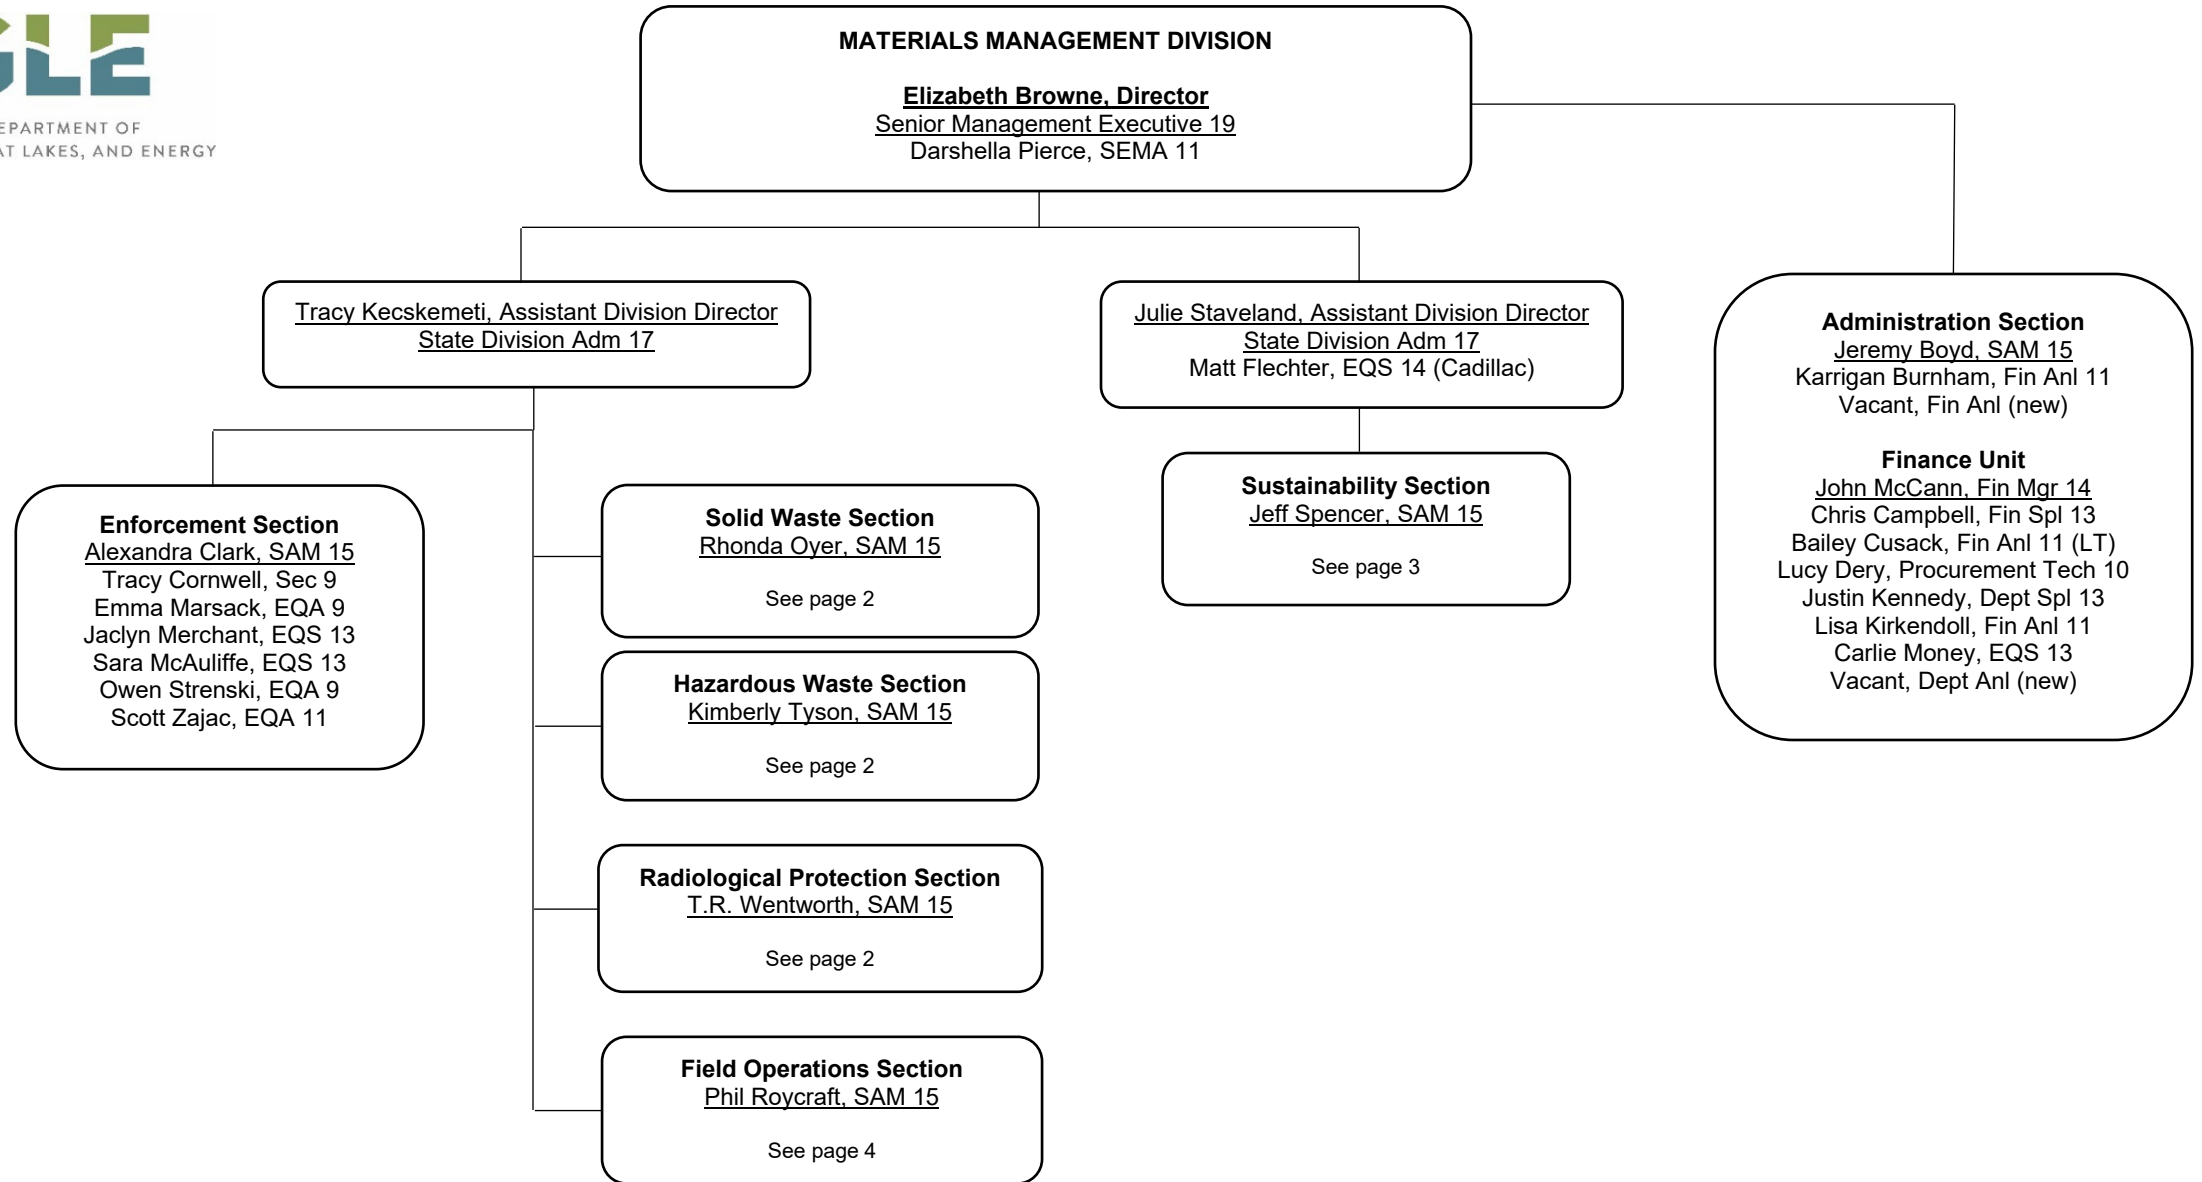 GLE
EPARTMENT OF
AT LAKES, AND ENERGY
MATERIALS MANAGEMENT DIVISION
Elizabeth Browne, Director
Senior Management Executive 19
Darshella Pierce, SEMA 11
Tracy Kecskemeti, Assistant Division Director
State Division Adm 17
Julie Staveland, Assistant Division Director
State Division Adm 17
Matt Flechter, EQS 14 (Cadillac)
Administration Section
Jeremy Boyd, SAM 15
Karrigan Burnham, Fin Anl 11
Vacant, Fin Anl (new)
Finance Unit
John McCann, Fin Mgr 14
Chris Campbell, Fin Spl 13
Bailey Cusack, Fin Anl 11 (LT)
Lucy Dery, Procurement Tech 10
Justin Kennedy, Dept Spl 13
Lisa Kirkendoll, Fin Anl 11
Carlie Money, EQS 13
Vacant, Dept Anl (new)
Enforcement Section
Alexandra Clark, SAM 15
Tracy Cornwell, Sec 9
Emma Marsack, EQA 9
Jaclyn Merchant, EQS 13
Sara McAuliffe, EQS 13
Owen Strenski, EQA 9
Scott Zajac, EQA 11
Solid Waste Section
Rhonda Oyer, SAM 15
See page 2
Hazardous Waste Section
Kimberly Tyson, SAM 15
See page 2
Radiological Protection Section
T.R. Wentworth, SAM 15
See page 2
Field Operations Section
Phil Roycraft, SAM 15
See page 4
Sustainability Section
Jeff Spencer, SAM 15
See page 3